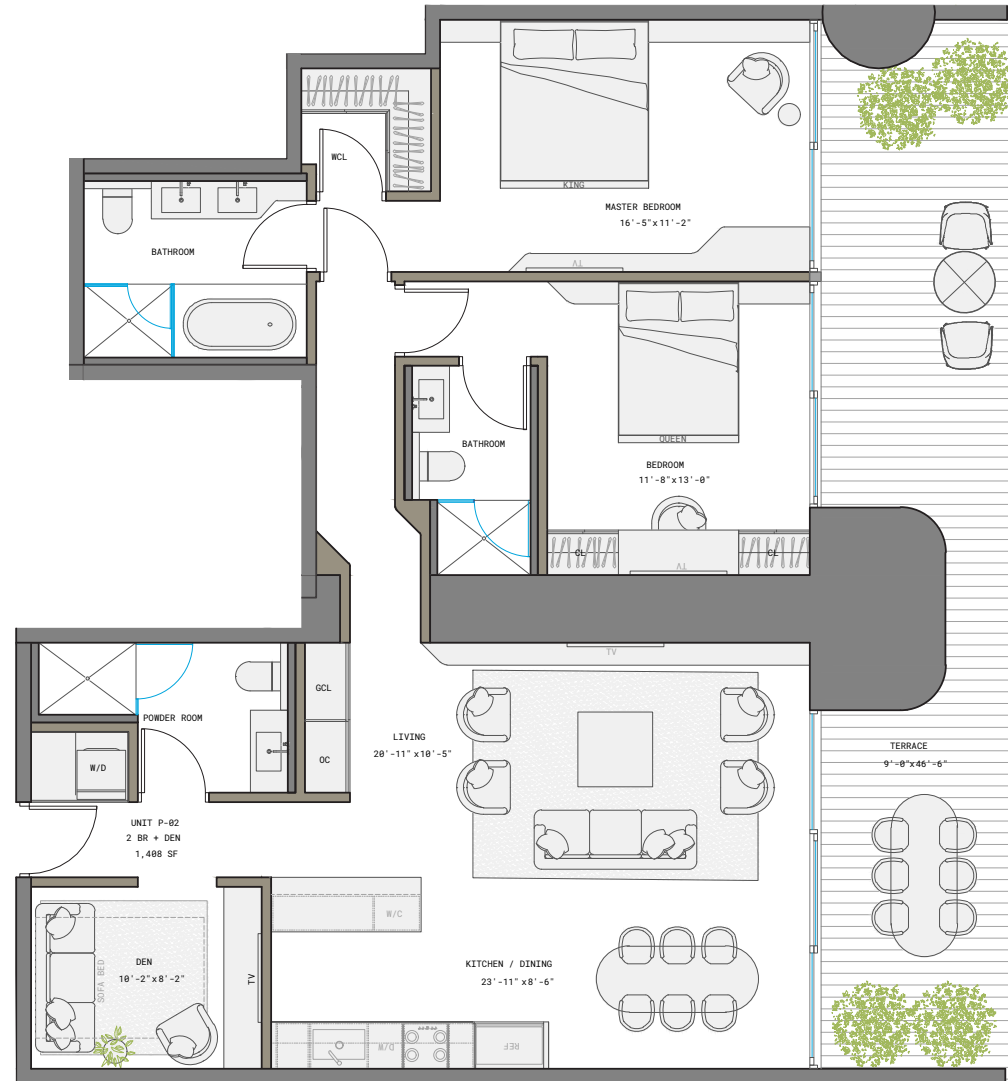 WCL
KING
MASTER BEDROOM
16'-5"x11'-2"
BATHROOM
TV
QUEEN
BATHROOM
BEDROOM
11'-8"x13'-0"
CL
CL
TV
TV
GCL
POWDER ROOM
LIVING
20'-11"x10'-5"
TERRACE
9'-0"x46'-6"
OC
W/D
UNIT P-02
2 BR + DEN
1,408 SF
W/C
DEN
10'-2"x8'-2"
SOFA BED
TV
KITCHEN / DINING
23'-11"x8'-6"
D/W
REF